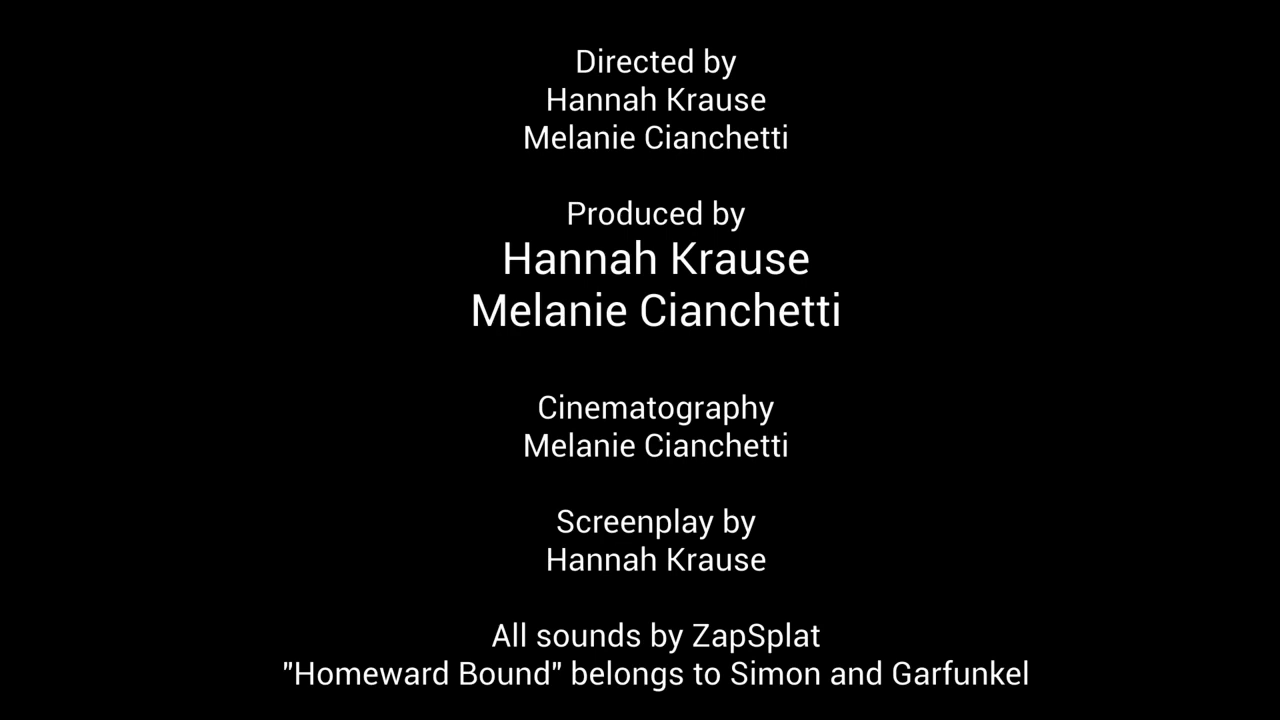 Directed by
Hannah Krause
Melanie Cianchetti
Produced by
Hannah Krause
Melanie Cianchetti
Cinematography
Melanie Cianchetti
Screenplay by
Hannah Krause
All sounds by ZapSplat
"Homeward Bound" belongs to Simon and Garfunkel